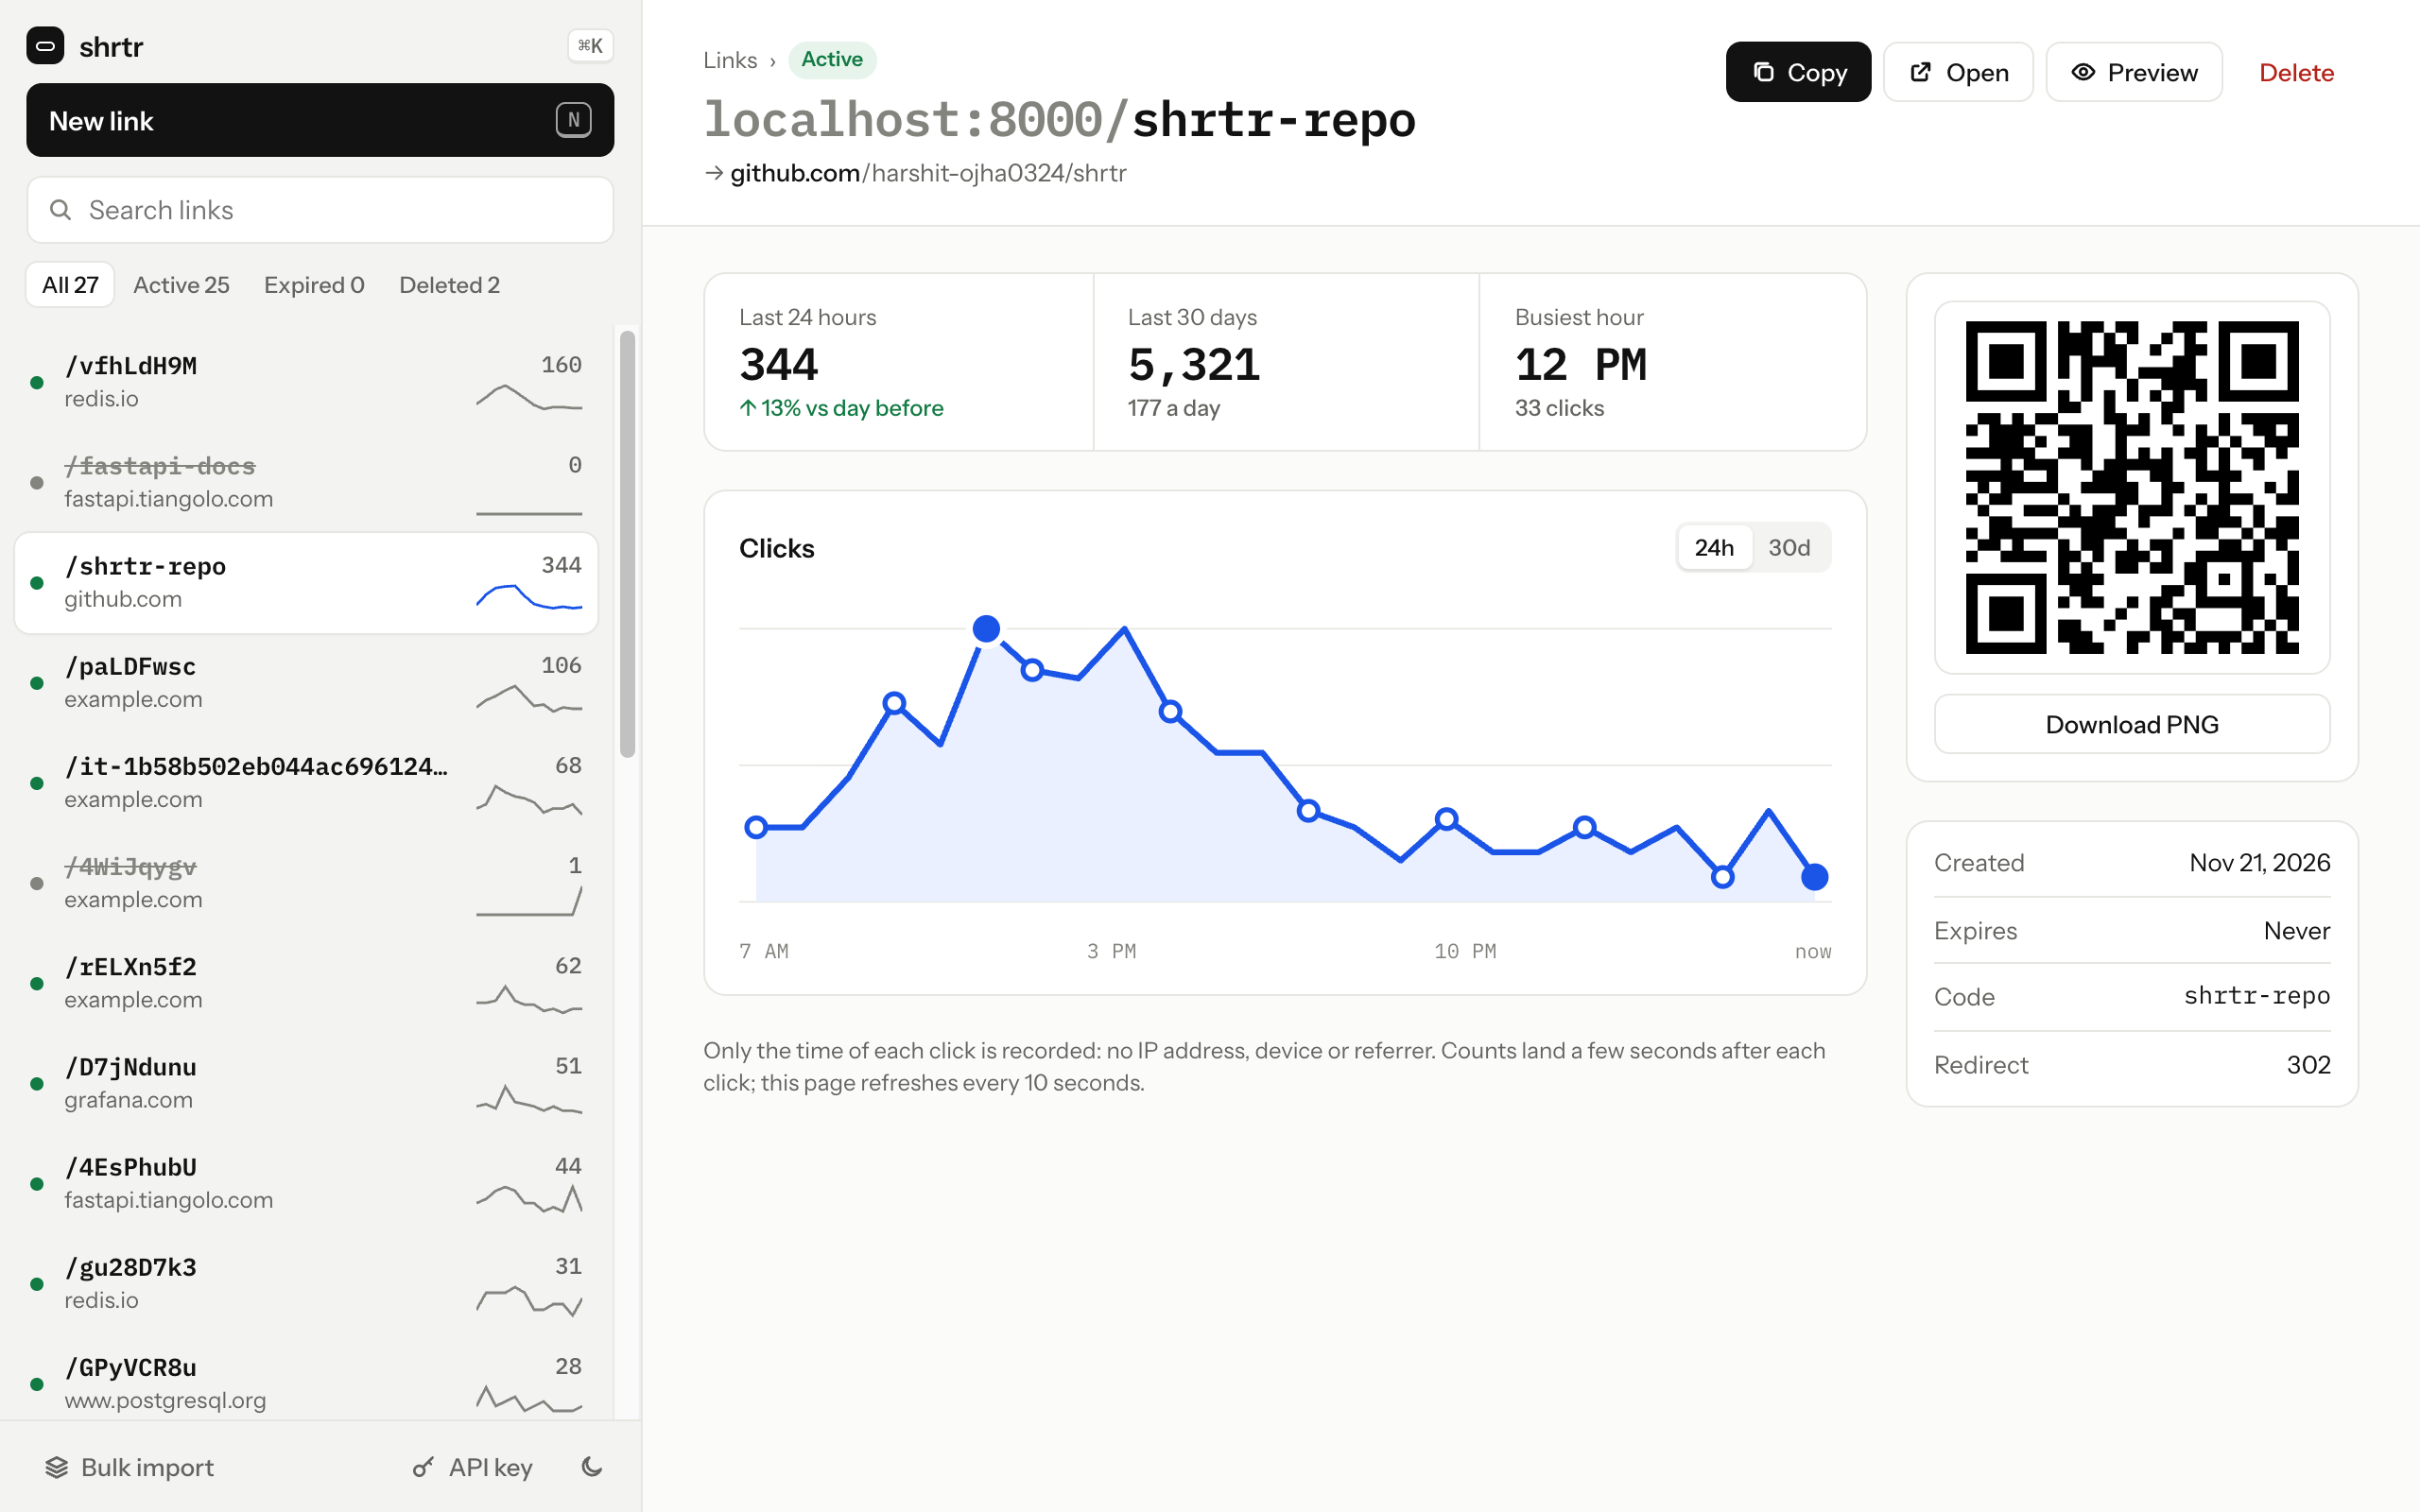 shrtr
⌘K
New link
N
Search links
All 27
Active 25
Expired 0
Deleted 2
/vfhLdH9M
160
redis.io
/fastapi-docs
0
fastapi.tiangolo.com
/shrtr-repo
344
github.com
/paLDFwsc
106
example.com
/it-1b58b502eb044ac696124…
68
example.com
/4WiJqygv
1
example.com
/rELXn5f2
62
example.com
/D7jNdunu
51
grafana.com
/4EsPhubU
44
fastapi.tiangolo.com
/gu28D7k3
31
redis.io
/GPyVCR8u
28
www.postgresql.org
Bulk import
API key
Links › Active
localhost:8000/shrtr-repo
→ github.com/harshit-ojha0324/shrtr
Copy
Open
Preview
Delete
Last 24 hours
344
↑ 13% vs day before
Last 30 days
5,321
177 a day
Busiest hour
12 PM
33 clicks
Clicks
24h
30d
7 AM
3 PM
10 PM
now
Only the time of each click is recorded: no IP address, device or referrer. Counts land a few seconds after each
click; this page refreshes every 10 seconds.
Download PNG
Created
Nov 21, 2026
Expires
Never
Code
shrtr-repo
Redirect
302